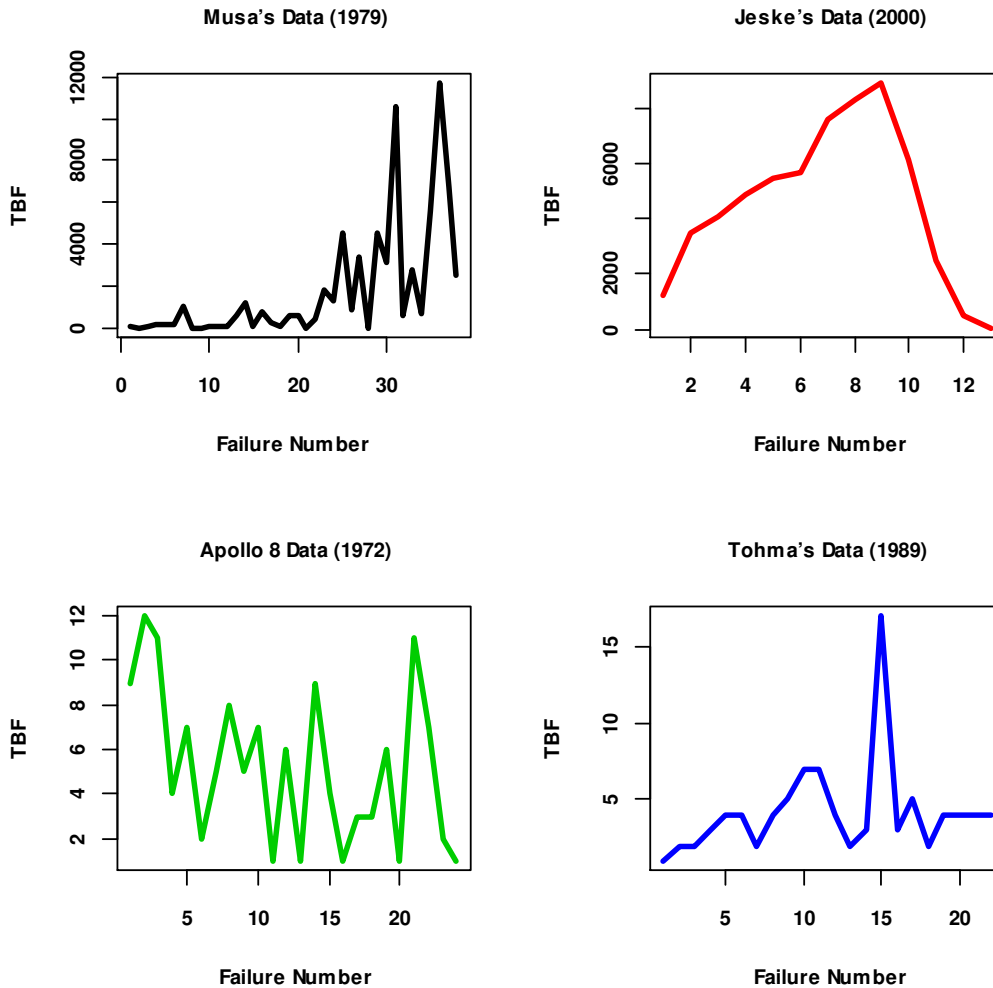 Musa's Data (1979)
TBF
12000
8000
4000
0
0 10 20 30
Failure Number
Jeske's Data (2000)
TBF
6000
2000
0
2 4 6 8 10 12
Failure Number
Apollo 8 Data (1972)
TBF
12
10
8
6
4
2
5 10 15 20
Failure Number
Tohma's Data (1989)
TBF
15
10
5
5 10 15 20
Failure Number